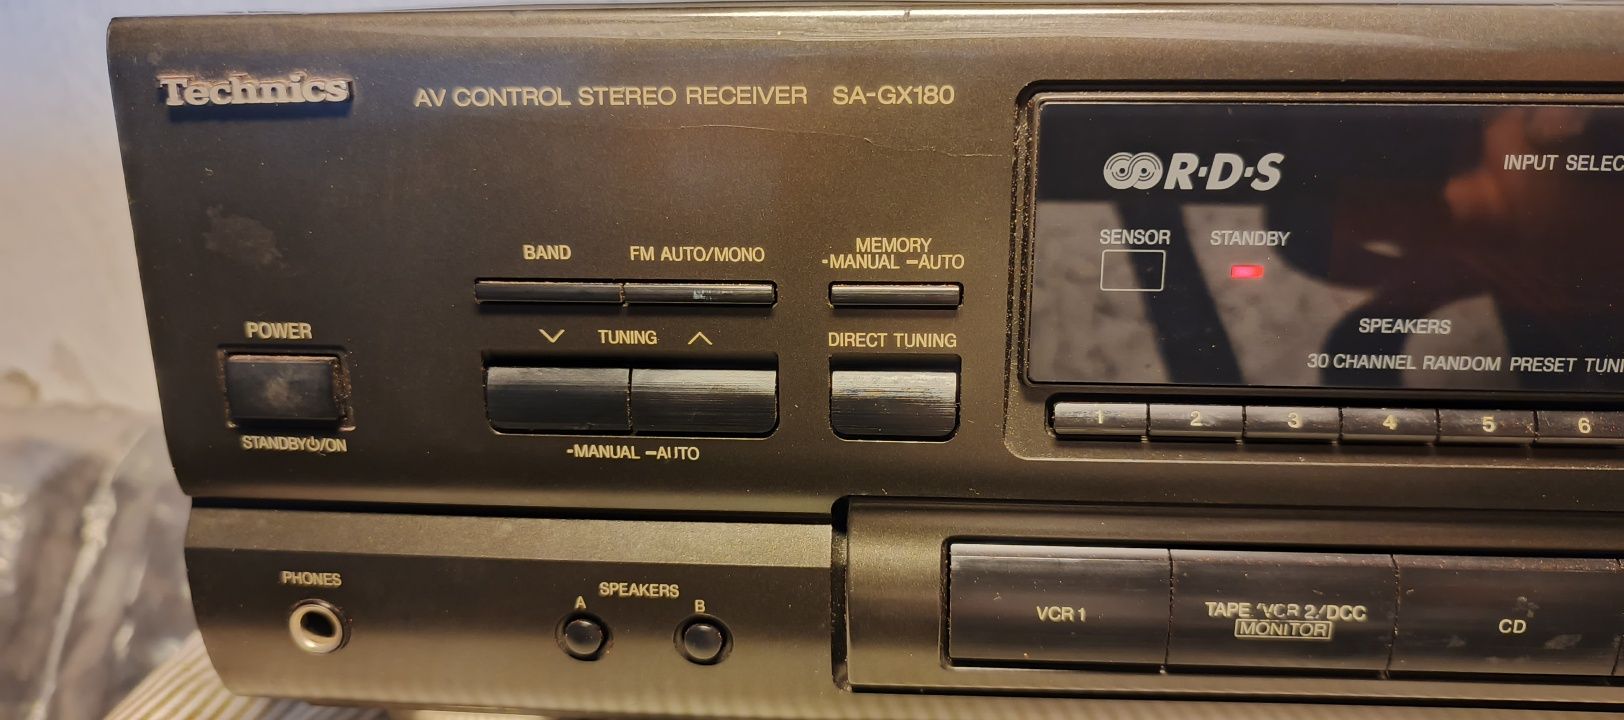 Technics
AV CONTROL STEREO RECEIVER SA-GX180
R·D·S
INPUT
SENSOR
STANDBY
BAND
FM AUTO/MONO
MEMORY
-MANUAL —AUTO
POWER
TUNING
DIRECT TUNING
SPEAKERS
30 CHANNEL RANDOM PRESET
1 2 3 4 5 6
STANDBY⏻/ON
-MANUAL —AUTO
PHONES
SPEAKERS
A B
VCR 1
TAPE/VCR 2/DCC
MONITOR
CD